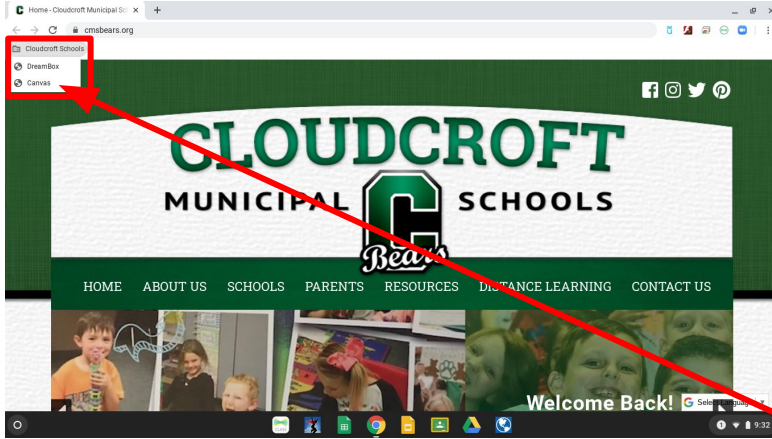 Home - Cloudcroft Municipal Sc
cmsbears.org
Cloudcroft Schools
DreamBox
Canvas
CLOUDCROFT
MUNICIPAL C SCHOOLS
Bears
HOME ABOUT US SCHOOLS PARENTS RESOURCES DISTANCE LEARNING CONTACT US
Welcome Back!
G Select Language
1 9:32